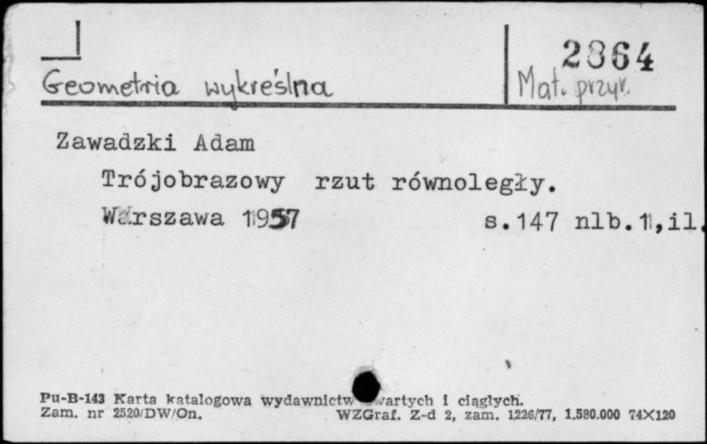 2864
Geometria wykreślna
Mat. przyr.
Zawadzki Adam
Trójobrazowy rzut równoległy.
Warszawa 1957 s.147 nlb.1,il.
Pu-B-143 Karta katalogowa wydawnictw zwartych i ciągłych.
Zam. nr 2520/DW/On. WZGraf. Z-d 2, zam. 1226/77, 1,580.000 74X120